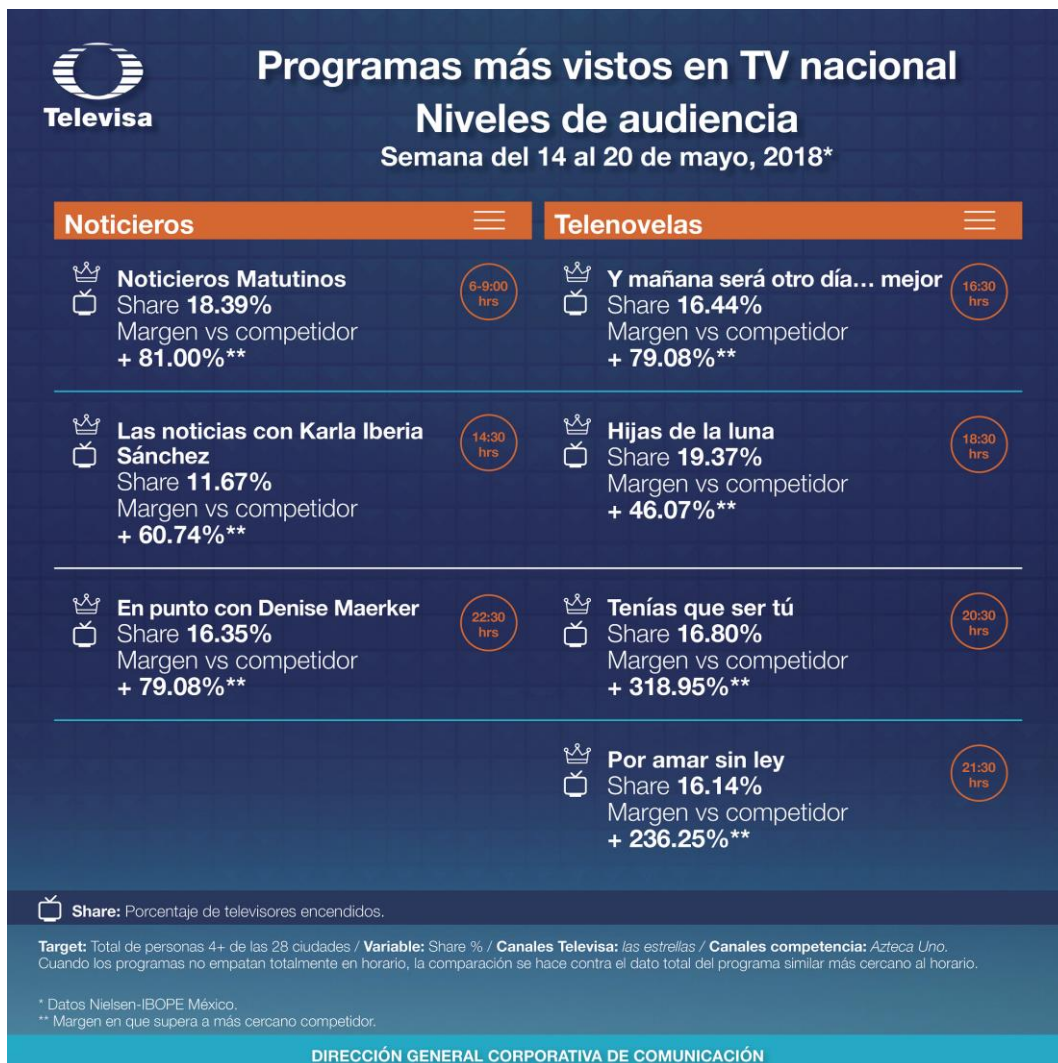 Televisa
Programas más vistos en TV nacional
Niveles de audiencia
Semana del 14 al 20 de mayo, 2018*
Noticieros
Noticieros Matutinos
Share 18.39%
Margen vs competidor
+ 81.00%**
6-9:00
hrs
Las noticias con Karla Iberia
Sánchez
Share 11.67%
Margen vs competidor
+ 60.74%**
14:30
hrs
En punto con Denise Maerker
Share 16.35%
Margen vs competidor
+ 79.08%**
22:30
hrs
Telenovelas
Y mañana será otro día... mejor
Share 16.44%
Margen vs competidor
+ 79.08%**
16:30
hrs
Hijas de la luna
Share 19.37%
Margen vs competidor
+ 46.07%**
18:30
hrs
Tenías que ser tú
Share 16.80%
Margen vs competidor
+ 318.95%**
20:30
hrs
Por amar sin ley
Share 16.14%
Margen vs competidor
+ 236.25%**
21:30
hrs
Share: Porcentaje de televisores encendidos.
Target: Total de personas 4+ de las 28 ciudades / Variable: Share % / Canales Televisa: las estrellas / Canales competencia: Azteca Uno.
Cuando los programas no empatan totalmente en horario, la comparación se hace contra el dato total del programa similar más cercano al horario.
* Datos Nielsen-IBOPE México.
** Margen en que supera a más cercano competidor.
DIRECCIÓN GENERAL CORPORATIVA DE COMUNICACIÓN